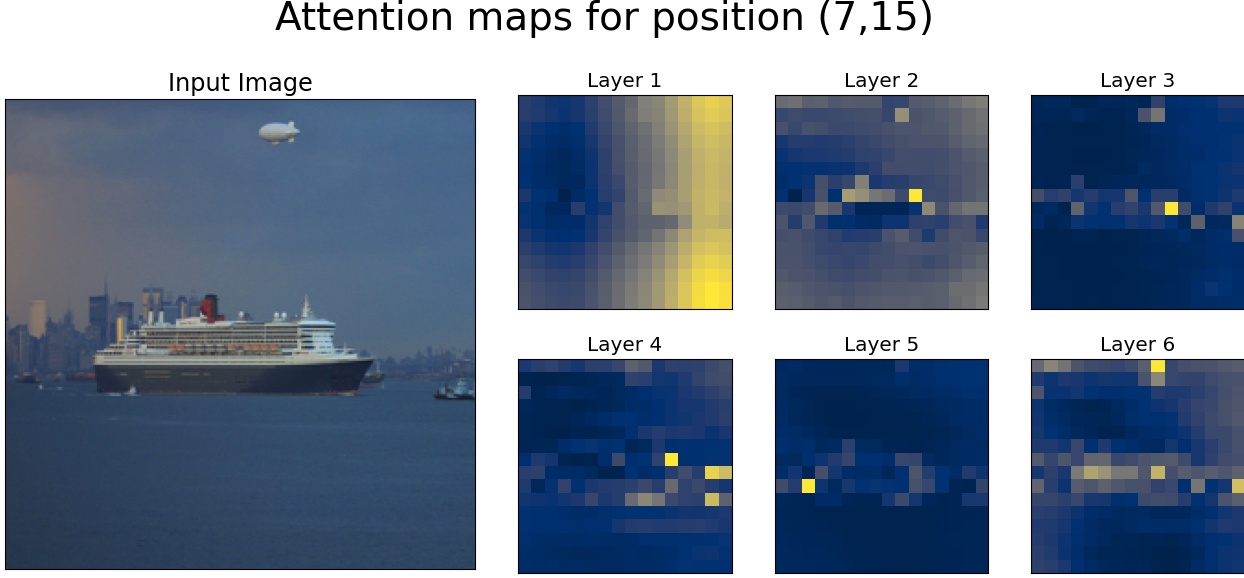 Attention maps for position (7,15)
Input Image
Layer 1
Layer 2
Layer 3
Layer 4
Layer 5
Layer 6